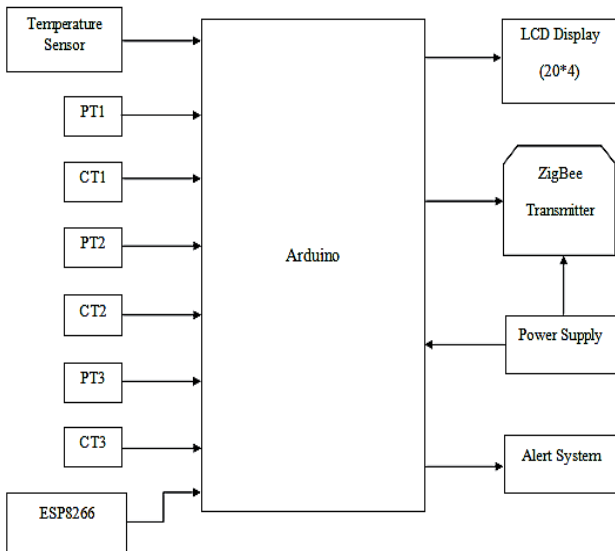 Temperature
Sensor
PT1
CT1
PT2
CT2
PT3
CT3
ESP8266
Arduino
LCD Display
(20*4)
ZigBee
Transmitter
Power Supply
Alert System